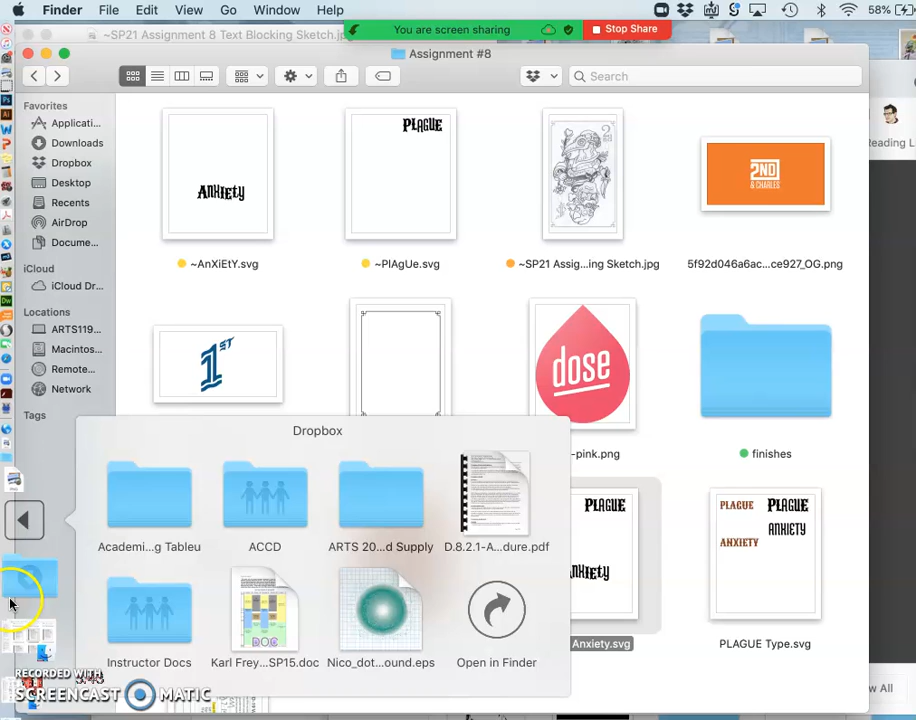 Finder File Edit View Go Window Help 58%
~SP21 Assignment 8 Text Blocking Sketch.j
You are screen sharing Stop Share
Assignment #8
Search
Favorites
Applicati...
Downloads
Dropbox
Desktop
Recents
AirDrop
Docume...
iCloud
iCloud Dr...
Locations
ARTS119...
Macintos...
Remote...
Network
Tags
Reading L
ANXIETY
PLAGUE
2
2ND
& CHARLES
~AnXiEtY.svg
~PlAgUe.svg
~SP21 Assig...ing Sketch.jpg
5f92d046a6ac...ce927_OG.png
1ST
dose
-pink.png
finishes
PLAGUE
ANXIETY
PLAGUE PLAGUE
ANXIETY
ANXIETY
Anxiety.svg
PLAGUE Type.svg
Dropbox
Academi...g Tableu
ACCD
ARTS 20...d Supply
D.8.2.1-A...dure.pdf
DOC
Instructor Docs
Karl Frey...SP15.doc
Nico_dot...ound.eps
Open in Finder
RECORDED WITH
SCREENCAST MATIC
w All